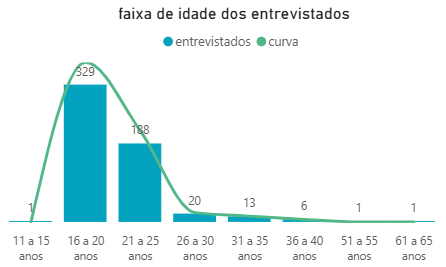 faixa de idade dos entrevistados
entrevistados curva
1 329 188 20 13 6 1 1
11 a 15 anos
16 a 20 anos
21 a 25 anos
26 a 30 anos
31 a 35 anos
36 a 40 anos
51 a 55 anos
61 a 65 anos